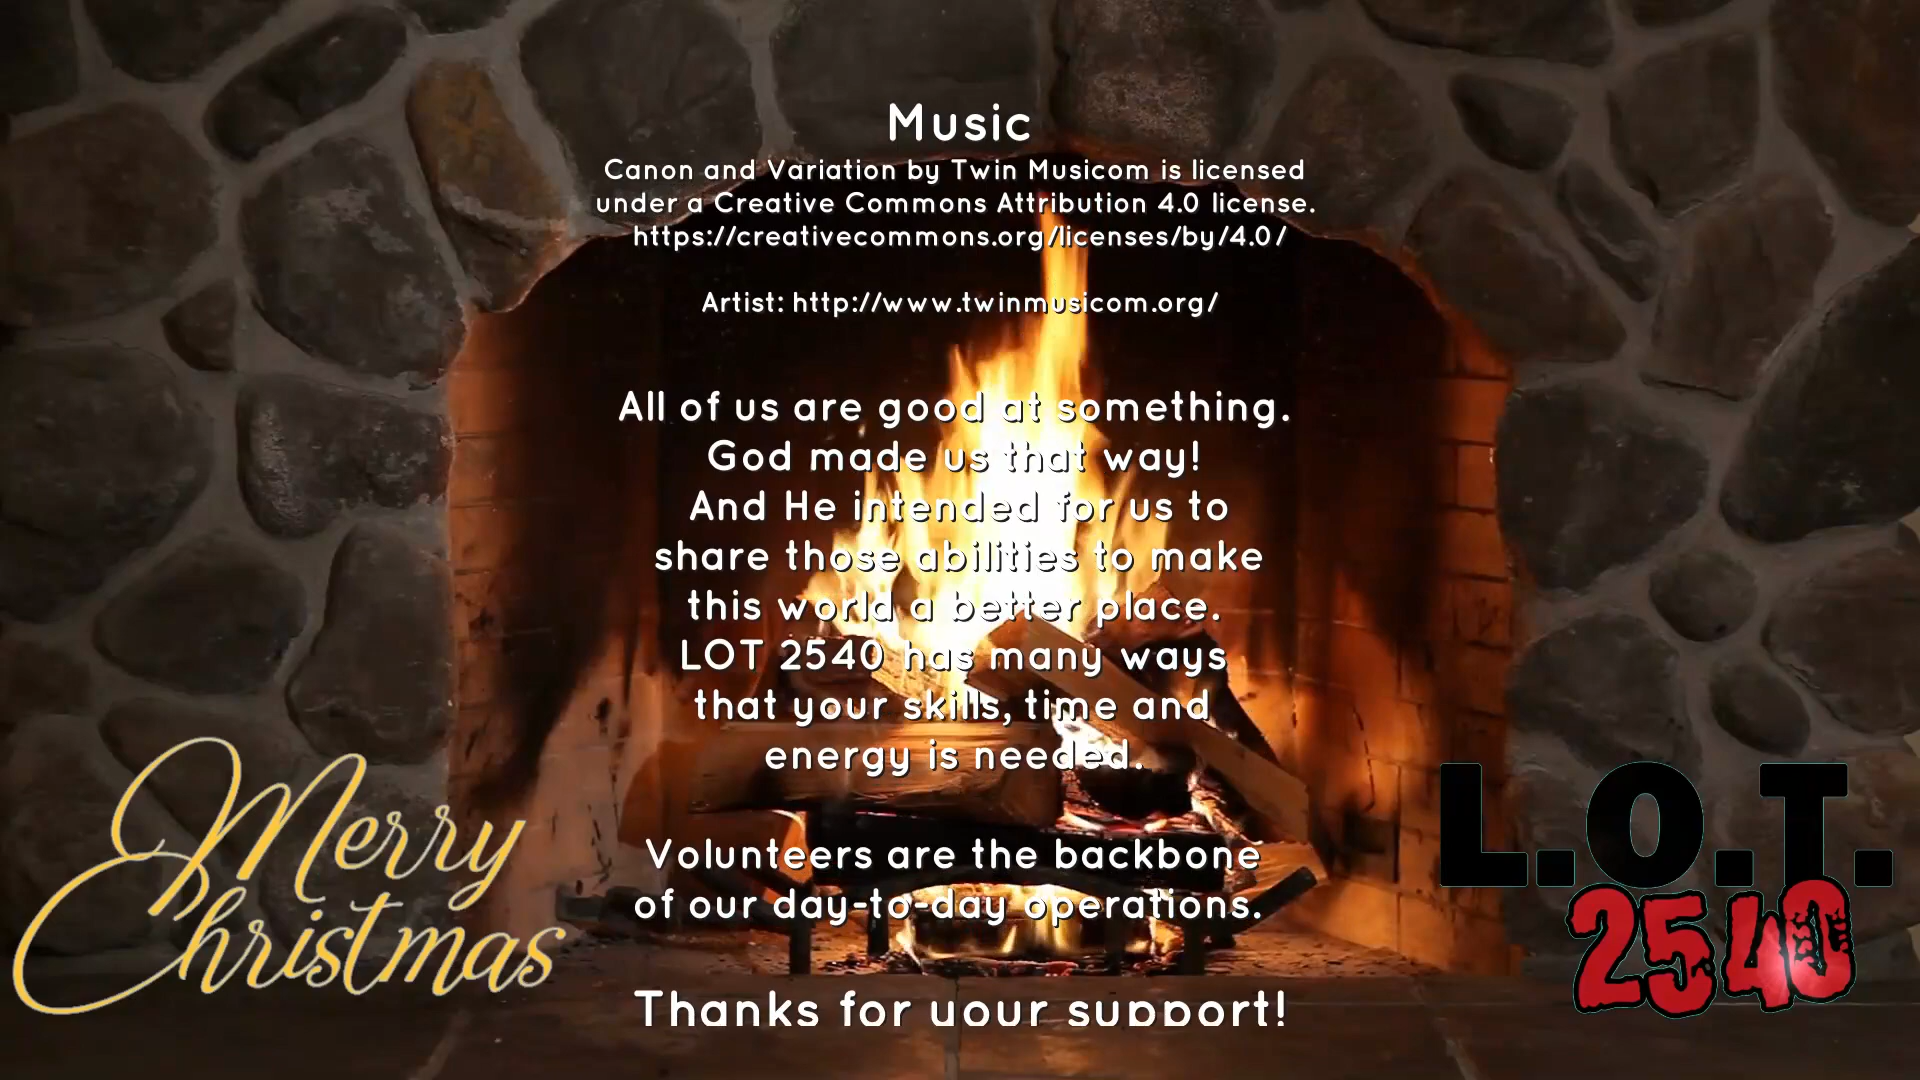 Music
Canon and Variation by Twin Musicom is licensed
under a Creative Commons Attribution 4.0 license.
https://creativecommons.org/licenses/by/4.0/
Artist: http://www.twinmusicom.org/
All of us are good at something.
God made us that way!
And He intended for us to
share those abilities to make
this world a better place.
LOT 2540 has many ways
that your skills, time and
energy is needed.
Volunteers are the backbone
of our day-to-day operations.
Thanks for your support!
Merry
Christmas
L.O.T.
2540